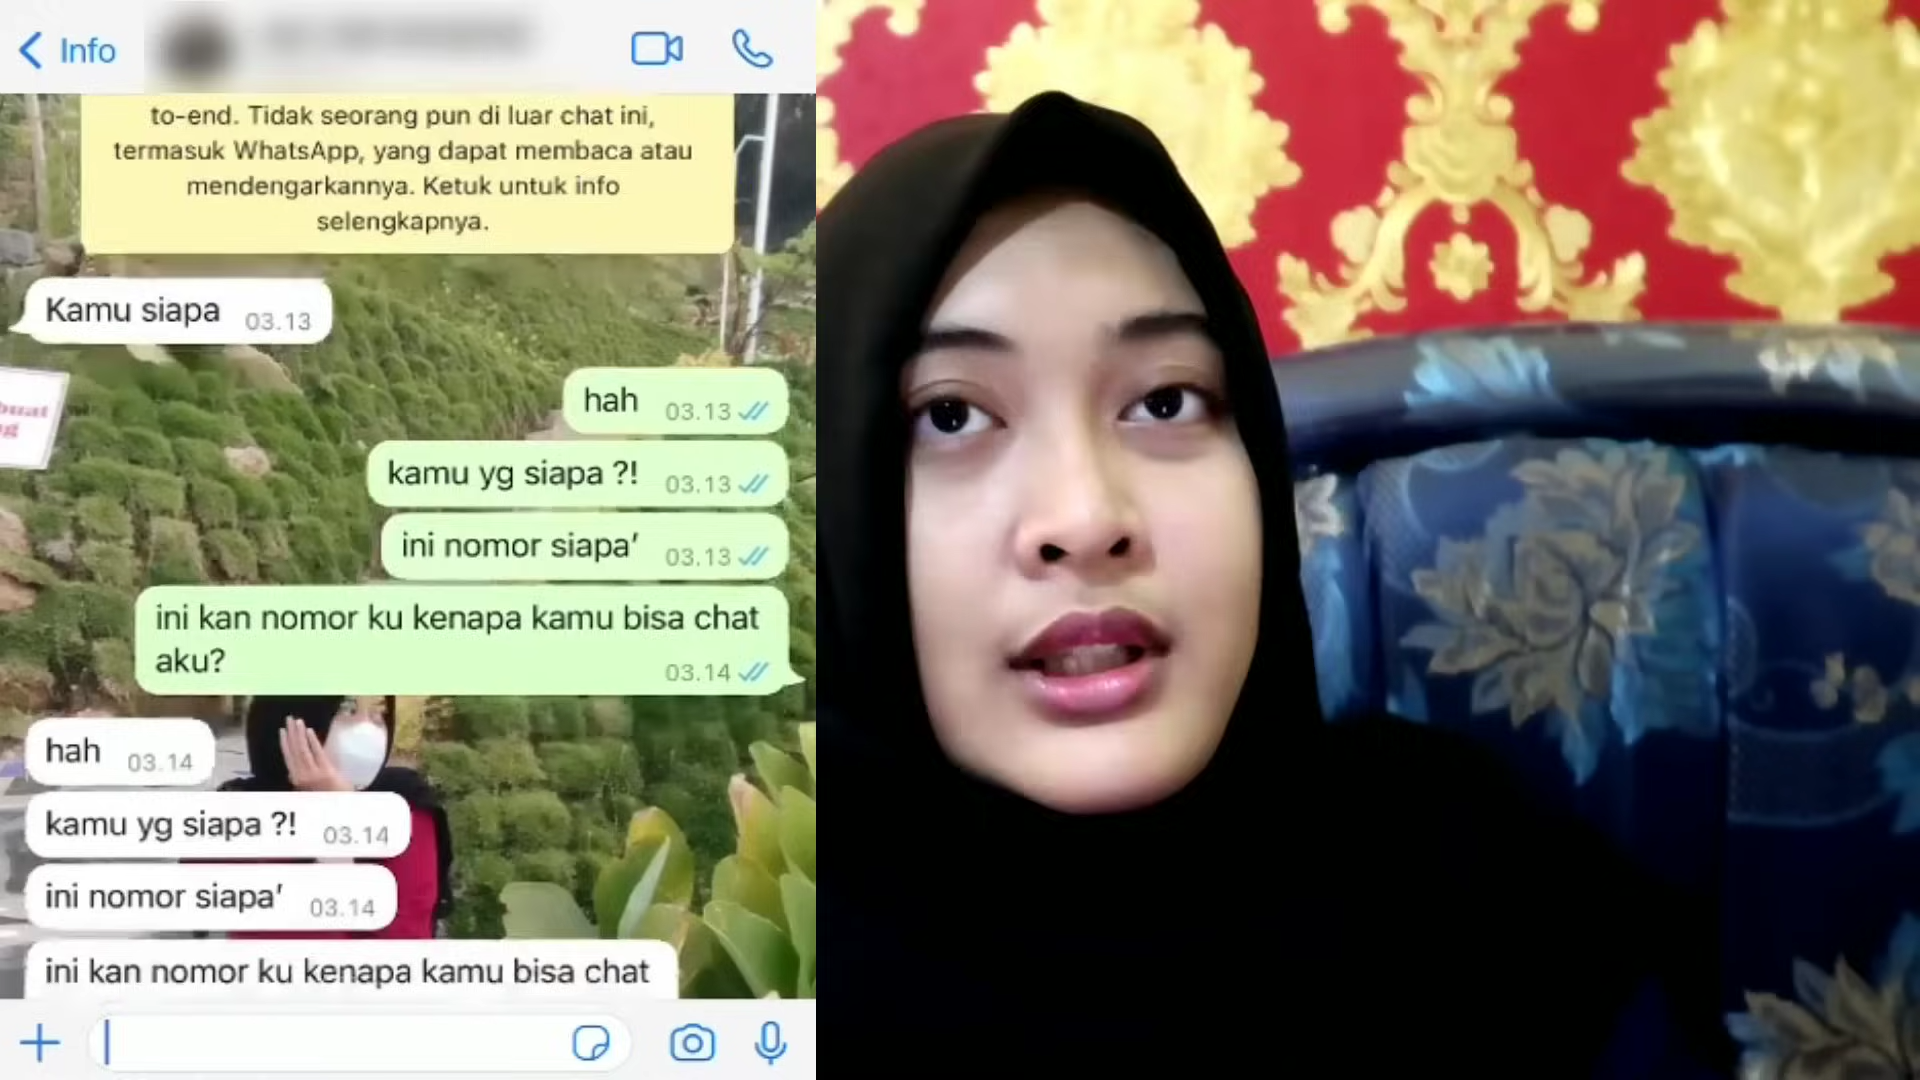 Info
to-end. Tidak seorang pun di luar chat ini,
termasuk WhatsApp, yang dapat membaca atau
mendengarkannya. Ketuk untuk info
selengkapnya.
Kamu siapa 03.13
hah 03.13
kamu yg siapa ?! 03.13
ini nomor siapa’ 03.13
ini kan nomor ku kenapa kamu bisa chat
aku? 03.14
hah 03.14
kamu yg siapa ?! 03.14
ini nomor siapa’ 03.14
ini kan nomor ku kenapa kamu bisa chat